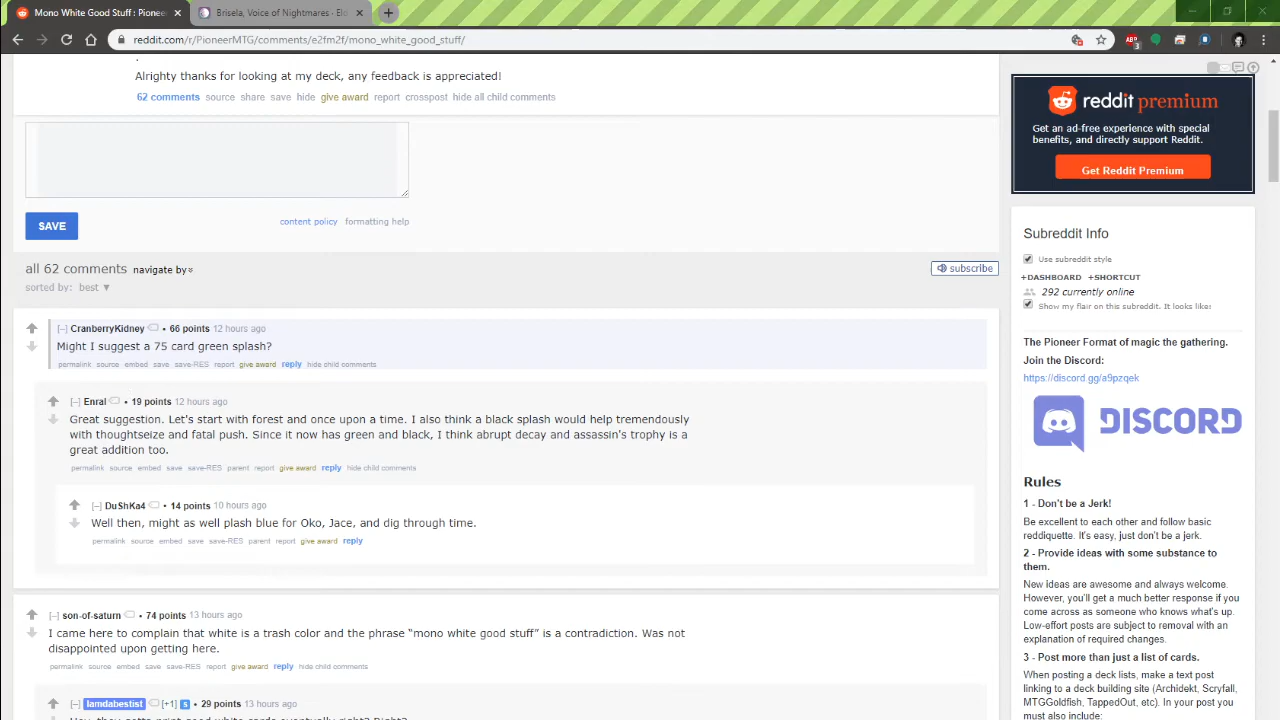 Mono White Good Stuff : Pioneer
Brisela, Voice of Nightmares - Eld
reddit.com/r/PioneerMTG/comments/e2fm2f/mono_white_good_stuff/
ABP
3
.
Alrighty thanks for looking at my deck, any feedback is appreciated!
62 comments source share save hide give award report crosspost hide all child comments
SAVE
content policy formatting help
all 62 comments navigate by
subscribe
sorted by: best ▼
[–] CranberryKidney • 66 points 12 hours ago
Might I suggest a 75 card green splash?
permalink source embed save save-RES report give award reply hide child comments
[–] Enral • 19 points 12 hours ago
Great suggestion. Let's start with forest and once upon a time. I also think a black splash would help tremendously
with thoughtseize and fatal push. Since it now has green and black, I think abrupt decay and assassin's trophy is a
great addition too.
permalink source embed save save-RES parent report give award reply hide child comments
[–] DuShKa4 • 14 points 10 hours ago
Well then, might as well plash blue for Oko, Jace, and dig through time.
permalink source embed save save-RES parent report give award reply
[–] son-of-saturn • 74 points 13 hours ago
I came here to complain that white is a trash color and the phrase “mono white good stuff” is a contradiction. Was not
disappointed upon getting here.
permalink source embed save save-RES report give award reply hide child comments
[–] Iamdabestist [+1] s • 29 points 13 hours ago
reddit premium
Get an ad-free experience with special
benefits, and directly support Reddit.
Get Reddit Premium
Subreddit Info
Use subreddit style
+DASHBOARD +SHORTCUT
292 currently online
Show my flair on this subreddit. It looks like:
The Pioneer Format of magic the gathering.
Join the Discord:
https://discord.gg/a9pzqek
DISCORD
Rules
1 - Don't be a Jerk!
Be excellent to each other and follow basic
rediquette. It's easy, just don't be a jerk.
2 - Provide ideas with some substance to
them.
New ideas are awesome and always welcome.
However, you'll get a much better response if you
come across as someone who knows what's up.
Low-effort posts are subject to removal with an
explanation of required changes.
3 - Post more than just a list of cards.
When posting a deck lists, make a text post
linking to a deck building site (Archidekt, Scryfall,
MTGGoldfish, TappedOut, etc). In your post you
must also include: